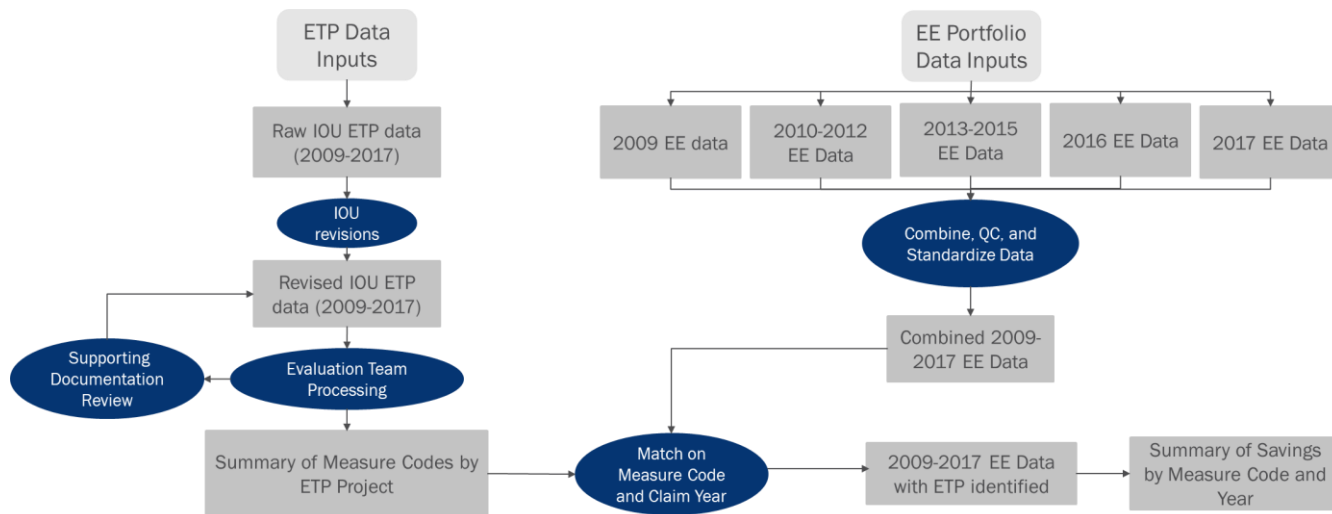 ETP Data
Inputs
EE Portfolio
Data Inputs
Raw IOU ETP data
(2009-2017)
2009 EE data
2010-2012
EE Data
2013-2015
EE Data
2016 EE Data
2017 EE Data
IOU
revisions
Combine, QC, and
Standardize Data
Revised IOU ETP
data (2009-2017)
Combined 2009-
2017 EE Data
Supporting
Documentation
Review
Evaluation Team
Processing
Summary of Measure Codes by
ETP Project
Match on
Measure Code
and Claim Year
2009-2017 EE Data
with ETP identified
Summary of Savings
by Measure Code and
Year